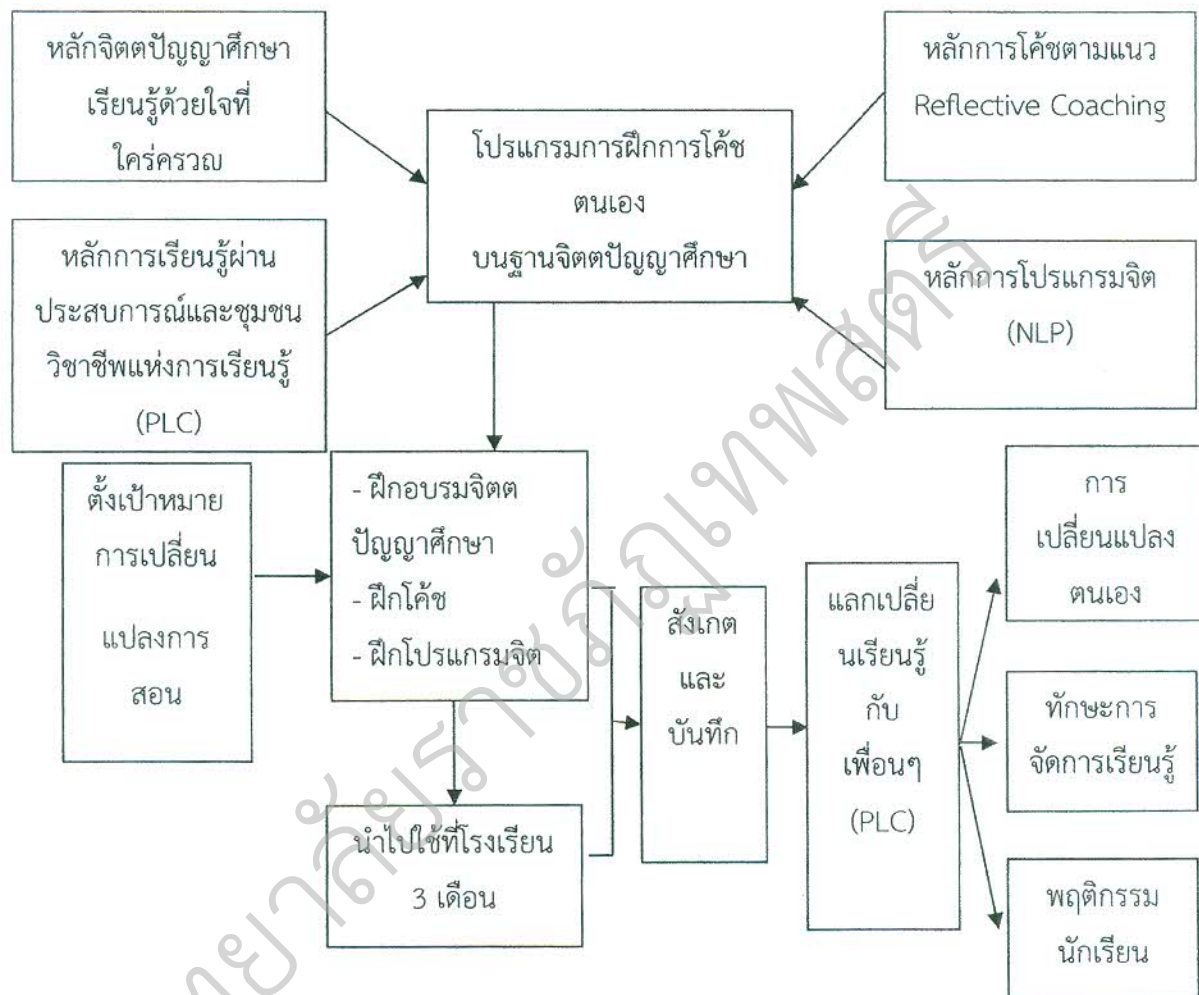 หลักจิตตปัญญาศึกษา
เรียนรู้ด้วยใจที่
ใคร่ครวญ
หลักการโค้ชตามแนว
Reflective Coaching
โปรแกรมการฝึกการโค้ช
ตนเอง
บนฐานจิตตปัญญาศึกษา
หลักการเรียนรู้ผ่าน
ประสบการณ์และชุมชน
วิชาชีพแห่งการเรียนรู้
(PLC)
หลักการโปรแกรมจิต
(NLP)
ตั้งเป้าหมาย
การเปลี่ยน
แปลงการ
สอน
- ฝึกอบรมจิตต
ปัญญาศึกษา
- ฝึกโค้ช
- ฝึกโปรแกรมจิต
นำไปใช้ที่โรงเรียน
3 เดือน
สังเกต
และ
บันทึก
แลกเปลี่ย
นเรียนรู้
กับ
เพื่อนๆ
(PLC)
การ
เปลี่ยนแปลง
ตนเอง
ทักษะการ
จัดการเรียนรู้
พฤติกรรม
นักเรียน
ทยาลัยราชภัฏเทพสตรี